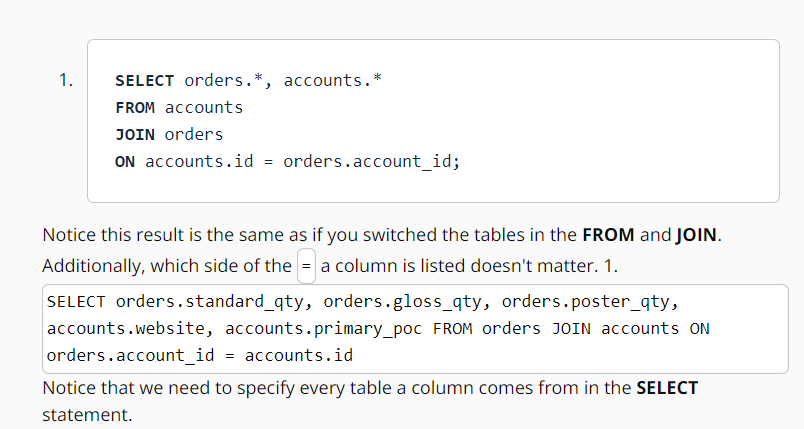 1.
SELECT orders.*, accounts.*
FROM accounts
JOIN orders
ON accounts.id = orders.account_id;
Notice this result is the same as if you switched the tables in the FROM and JOIN.
Additionally, which side of the = a column is listed doesn't matter. 1.
SELECT orders.standard_qty, orders.gloss_qty, orders.poster_qty,
accounts.website, accounts.primary_poc FROM orders JOIN accounts ON
orders.account_id = accounts.id
Notice that we need to specify every table a column comes from in the SELECT
statement.